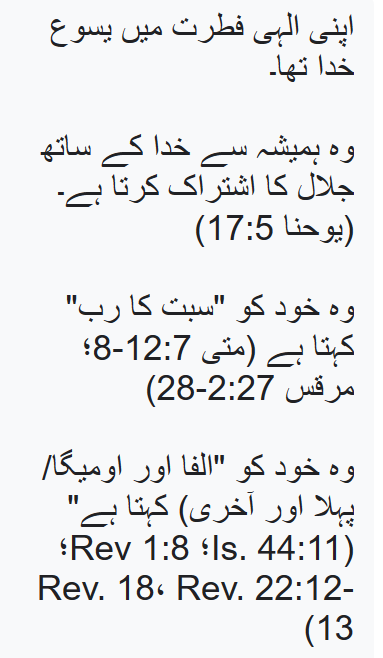 اپنی الٰہی فطرت میں یسوع
خدا تھا۔
وہ ہمیشہ سے خدا کے ساتھ
جلال کا اشتراک کرتا ہے۔
(یوحنا 17:5)
وہ خود کو "سبت کا رب"
کہتا ہے (متی 12:7-8؛
مرقس 2:27-28)
وہ خود کو "الفا اور اومیگا/
پہلا اور آخری) کہتا ہے"
(Is. 44:11؛ Rev 1:8؛
Rev. 18، Rev. 22:12-
13)